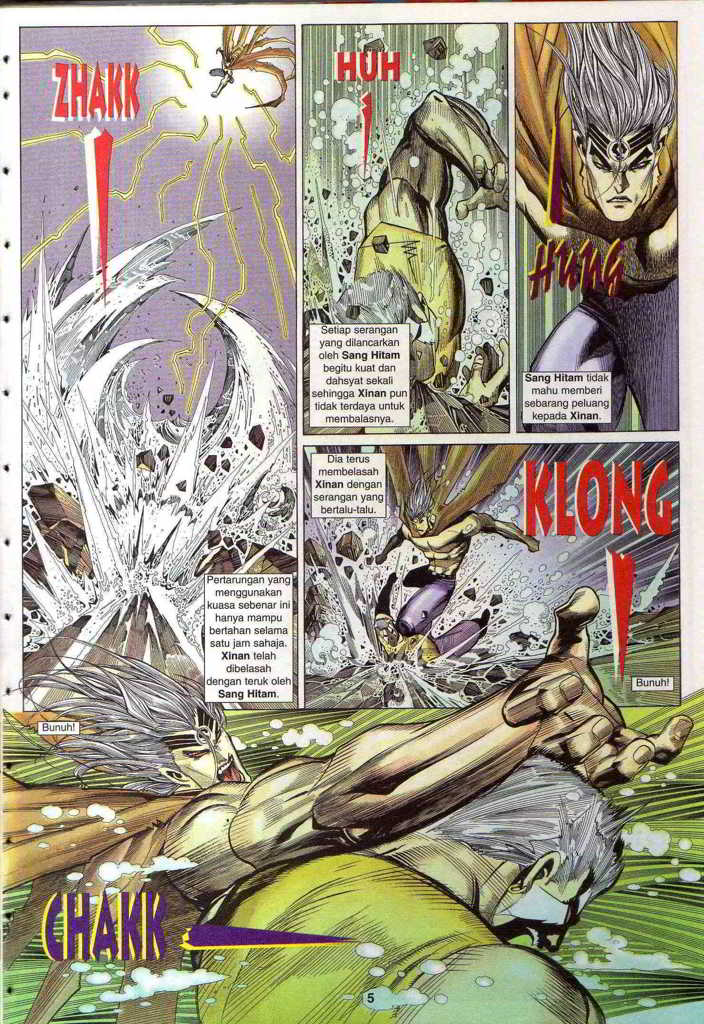 ZHAKK
Pertarungan yang
menggunakan
kuasa sebenar ini
hanya mampu
bertahan selama
satu jam sahaja.
Xinan telah
dibelasah
dengan teruk oleh
Sang Hitam.
HUH
Setiap serangan
yang dilancarkan
oleh Sang Hitam
begitu kuat dan
dahsyat sekali
sehingga Xinan pun
tidak terdaya untuk
membalasnya.
HUNG
Sang Hitam tidak
mahu memberi
sebarang peluang
kepada Xinan.
Dia terus
membelasah
Xinan dengan
serangan yang
bertalu-talu.
KLONG
Bunuh!
Bunuh!
CHAKK
5